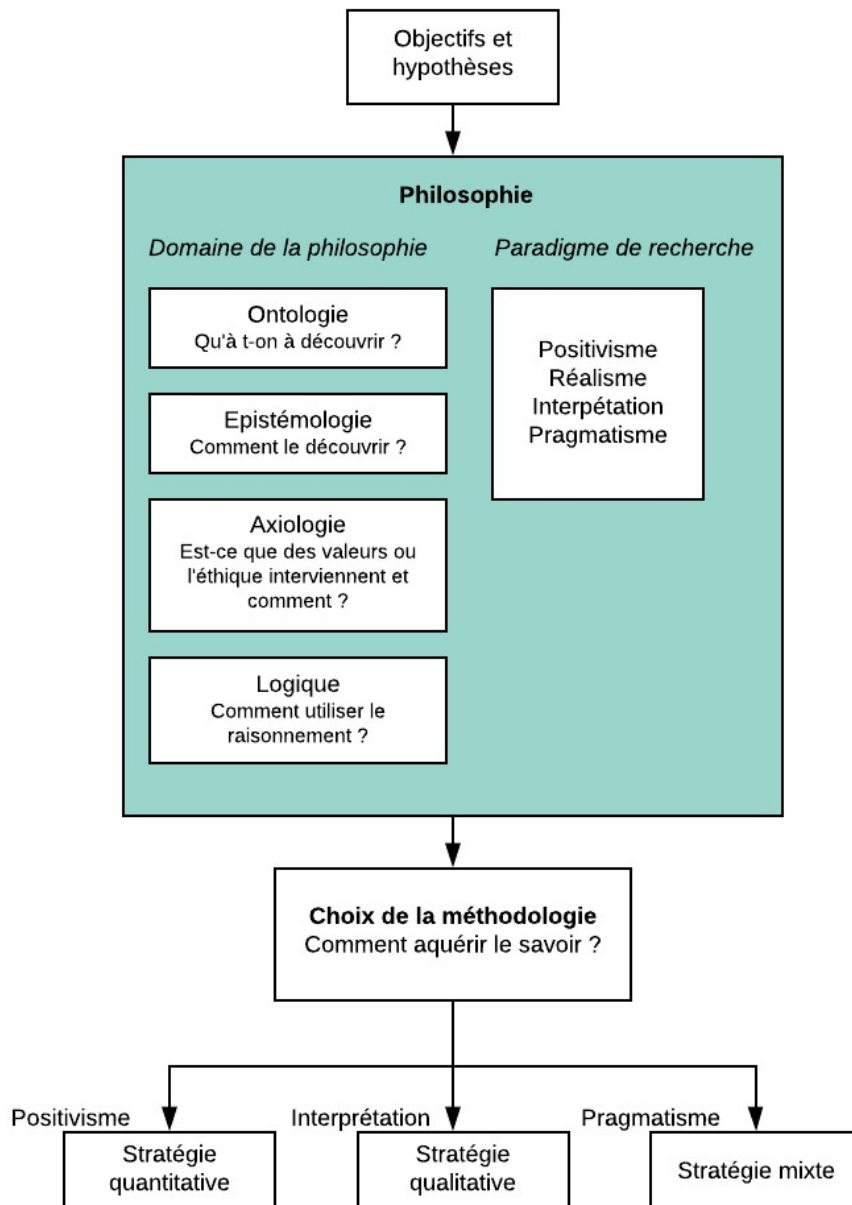 Objectifs et
hypothèses
Philosophie
Domaine de la philosophie
Paradigme de recherche
Ontologie
Qu'à t-on à découvrir ?
Epistémologie
Comment le découvrir ?
Axiologie
Est-ce que des valeurs ou
l'éthique interviennent et
comment ?
Logique
Comment utiliser le
raisonnement ?
Positivisme
Réalisme
Interpétation
Pragmatisme
Choix de la méthodologie
Comment aquérir le savoir ?
Positivisme
Stratégie
quantitative
Interprétation
Stratégie
qualitative
Pragmatisme
Stratégie mixte